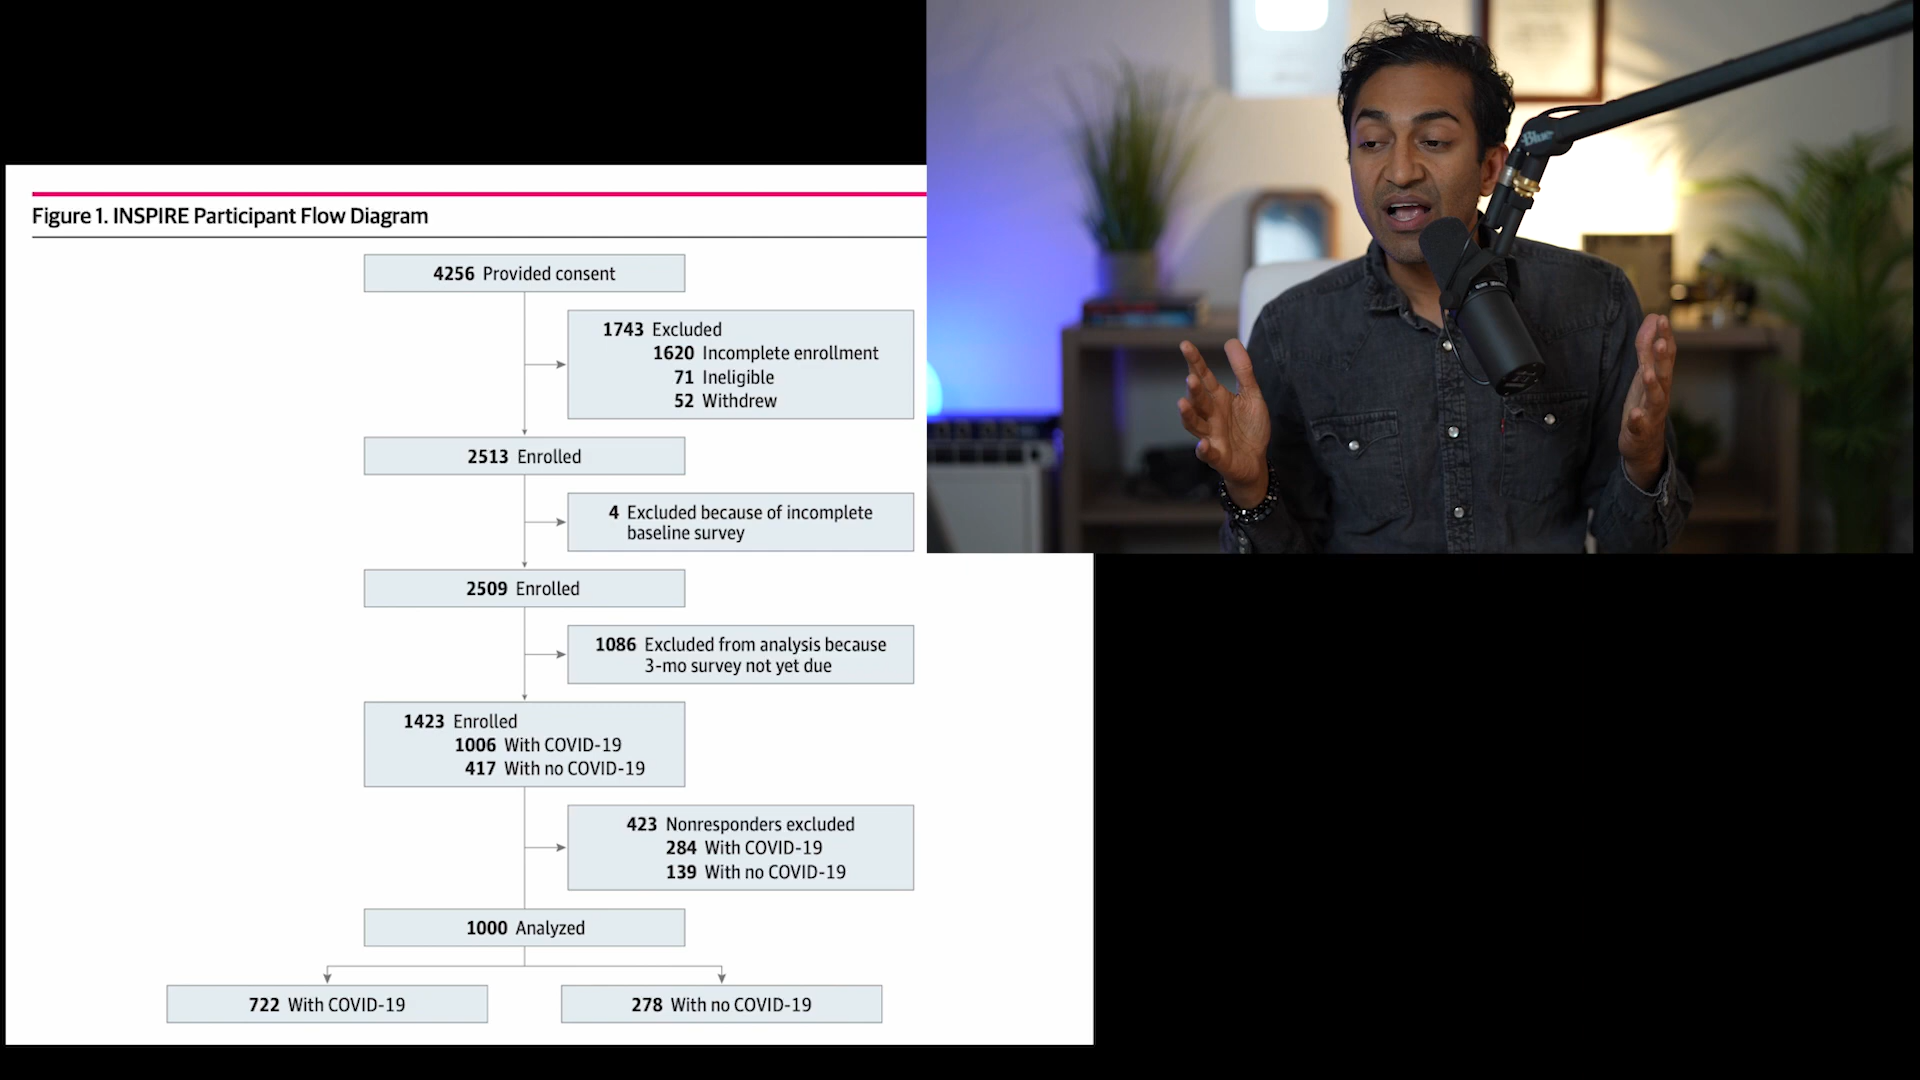 Figure 1. INSPIRE Participant Flow Diagram
4256 Provided consent
1743 Excluded
1620 Incomplete enrollment
71 Ineligible
52 Withdrew
2513 Enrolled
4 Excluded because of incomplete
baseline survey
2509 Enrolled
1086 Excluded from analysis because
3-mo survey not yet due
1423 Enrolled
1006 With COVID-19
417 With no COVID-19
423 Nonresponders excluded
284 With COVID-19
139 With no COVID-19
1000 Analyzed
722 With COVID-19
278 With no COVID-19
Blue